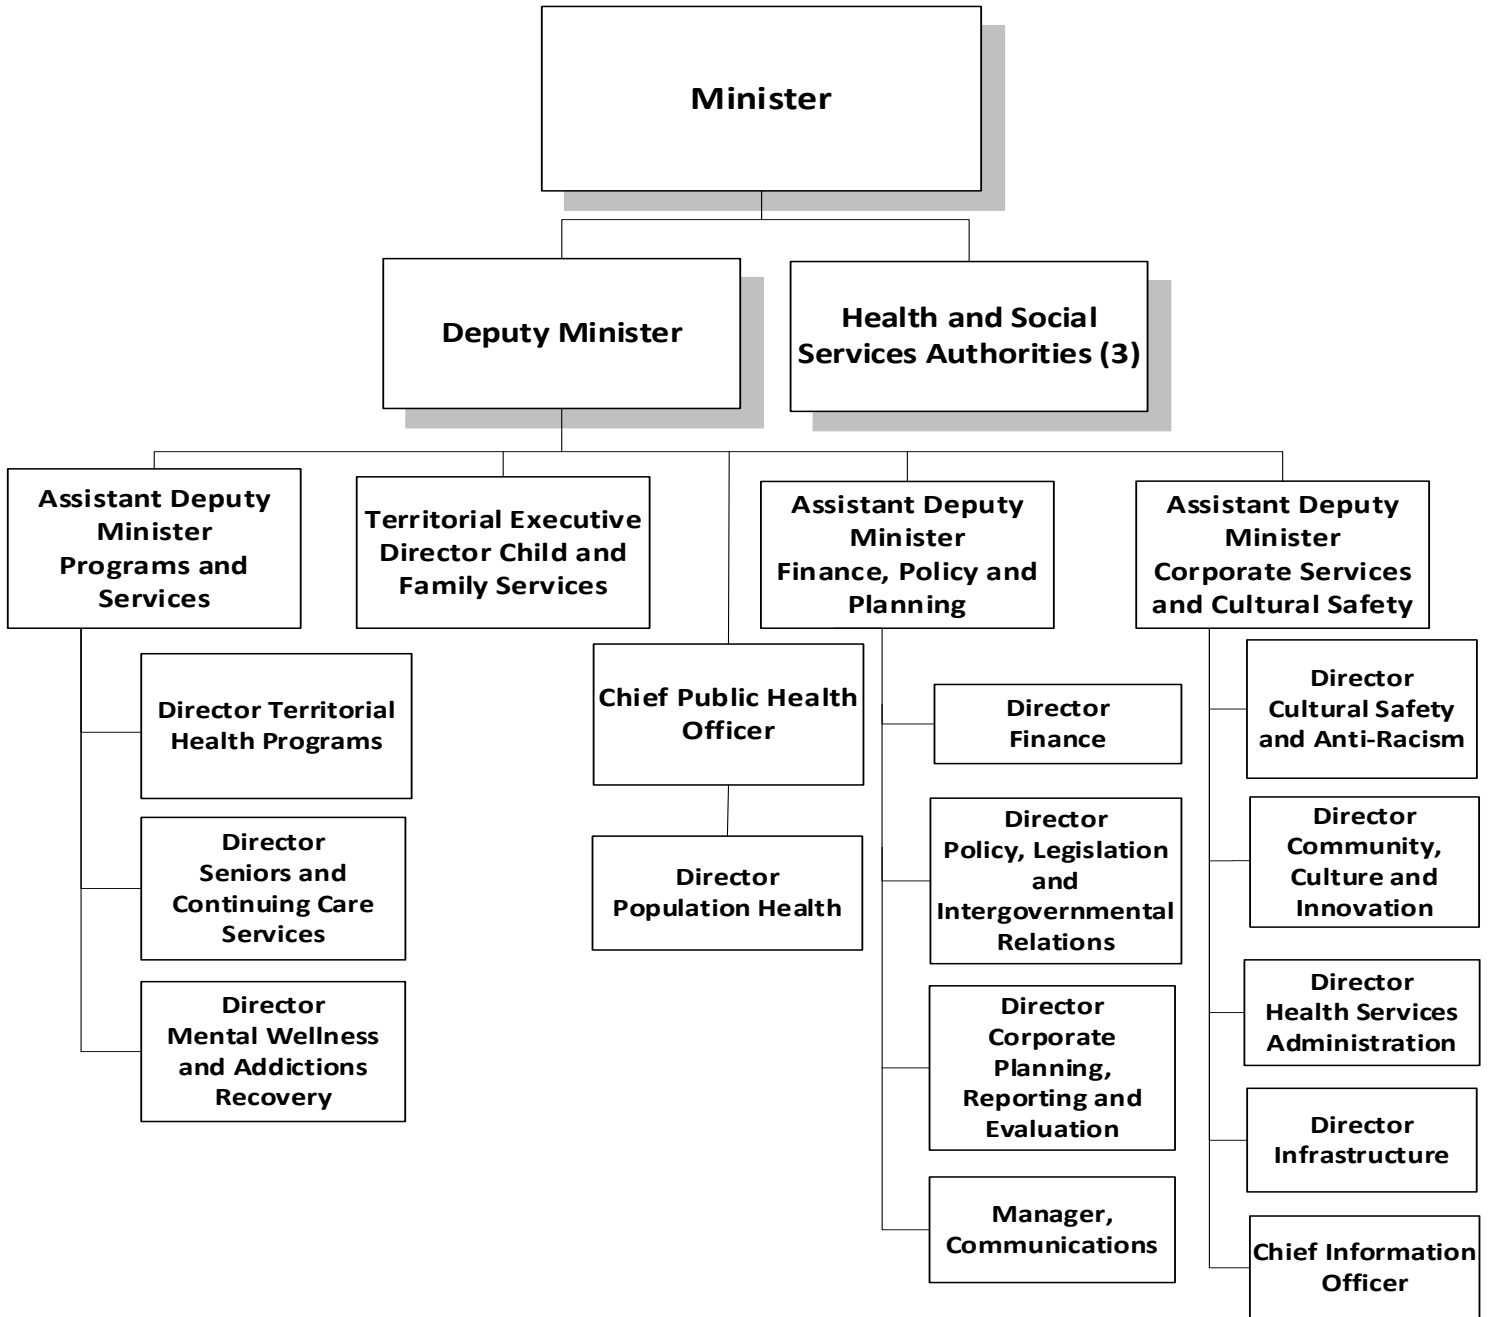 Minister
Deputy Minister
Health and Social
Services Authorities (3)
Assistant Deputy
Minister
Programs and
Services
Territorial Executive
Director Child and
Family Services
Assistant Deputy
Minister
Finance, Policy and
Planning
Assistant Deputy
Minister
Corporate Services
and Cultural Safety
Director Territorial
Health Programs
Director
Seniors and
Continuing Care
Services
Director
Mental Wellness
and Addictions
Recovery
Chief Public Health
Officer
Director
Population Health
Director
Finance
Director
Policy, Legislation
and
Intergovernmental
Relations
Director
Corporate
Planning,
Reporting and
Evaluation
Manager,
Communications
Director
Cultural Safety
and Anti-Racism
Director
Community,
Culture and
Innovation
Director
Health Services
Administration
Director
Infrastructure
Chief Information
Officer